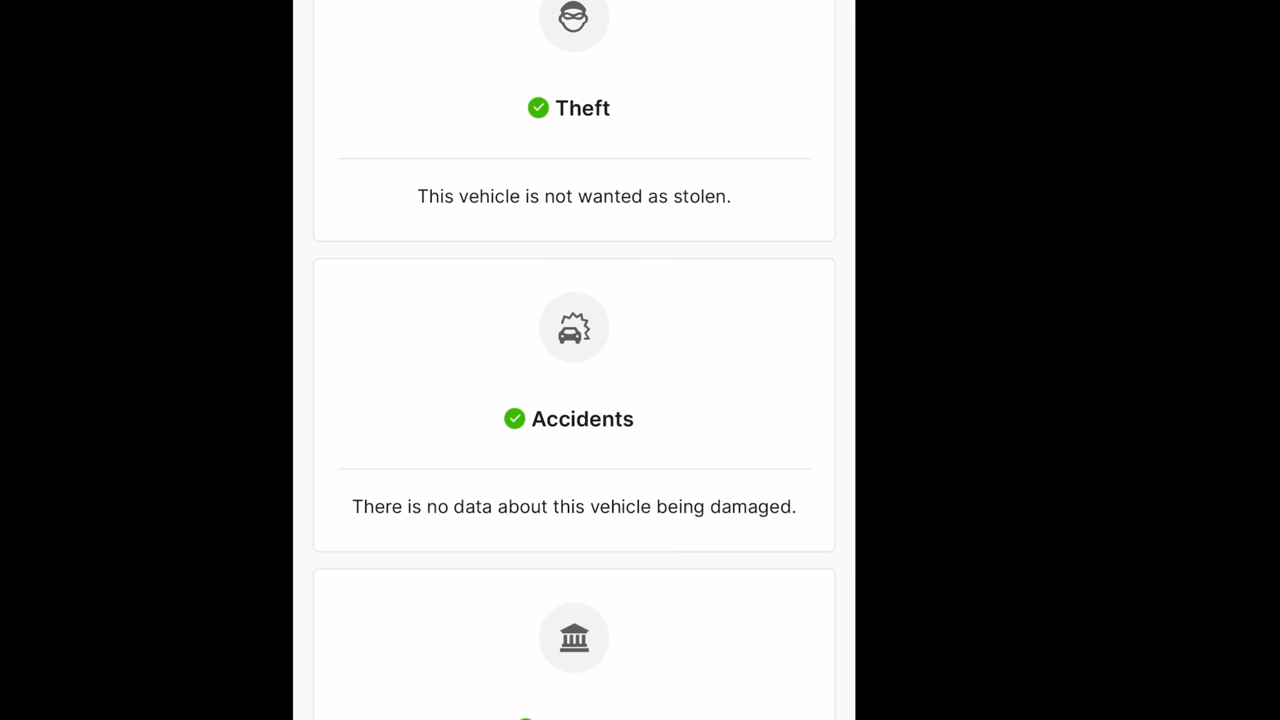 Theft
This vehicle is not wanted as stolen.
Accidents
There is no data about this vehicle being damaged.